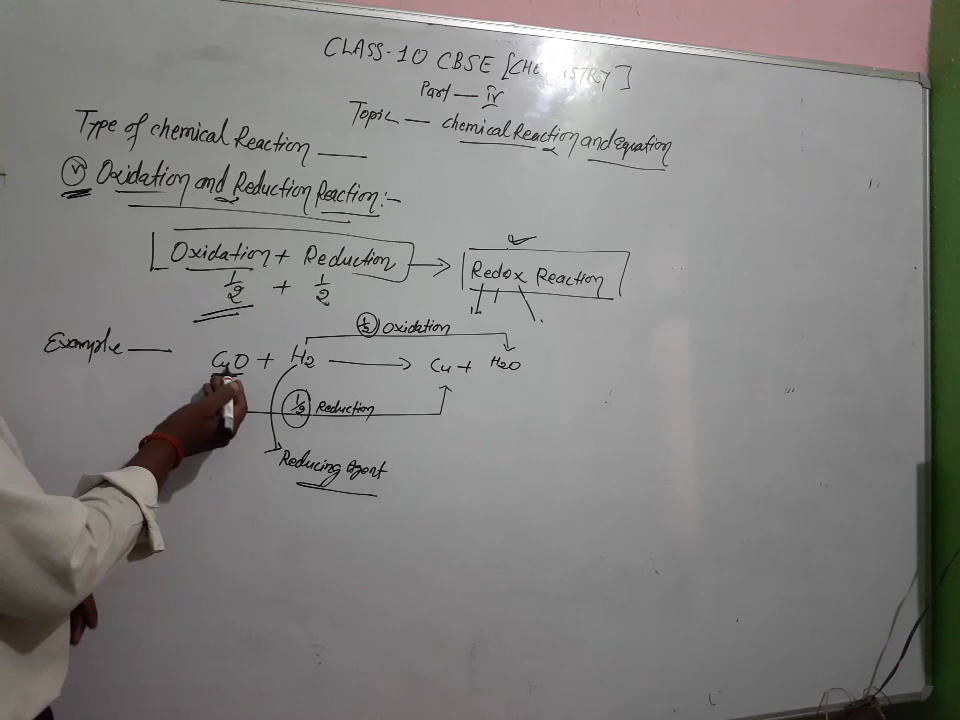 CLASS-10 CBSE [CHEMISTRY]
Part — iv
Topic — chemical Reaction and Equation
Type of chemical Reaction —
(v) Oxidation and Reduction Reaction:-
Oxidation + Reduction → Redox Reaction
1/2 + 1/2
1/2 Oxidation
Example — CuO + H2 → Cu + H2O
1/2 Reduction
Reducing Agent